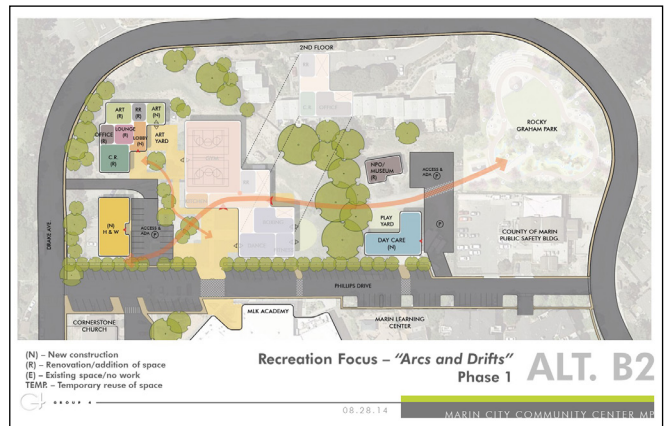 2ND FLOOR
ART
(R)
RR
(R)
ART
(N)
OFFICE
(R)
LOUNGE
(R)
LOBBY
(N)
ART
YARD
C.R.
(R)
ROCKY
GRAHAM PARK
NPO/
MUSEUM
(R)
ACCESS &
ADA P
(N)
H & W
ACCESS &
ADA P
PLAY
YARD
DAY CARE
(N)
COUNTY OF MARIN
PUBLIC SAFETY BLDG
DRAKE AVE.
PHILLIPS DRIVE
MLK ACADEMY
CORNERSTONE
CHURCH
MARIN LEARNING
CENTER
(N) – New construction
(R) – Renovation/addition of space
(E) – Existing space/no work
TEMP. – Temporary reuse of space
Recreation Focus – "Arcs and Drifts"
Phase 1
ALT. B2
G4 GROUP 4
08.28.14
MARIN CITY COMMUNITY CENTER MP